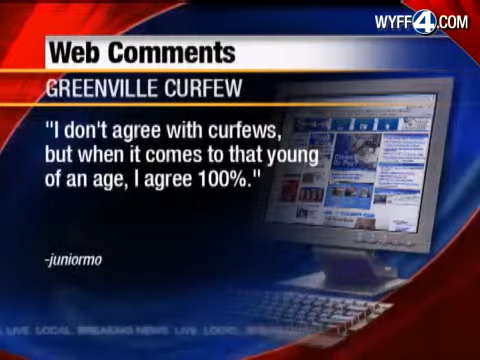 WYFF4.COM
Web Comments
GREENVILLE CURFEW
"I don't agree with curfews,
but when it comes to that young
of an age, I agree 100%."
-juniormo
LIVE. LOCAL. BREAKING NEWS. LIVE. LOCAL.